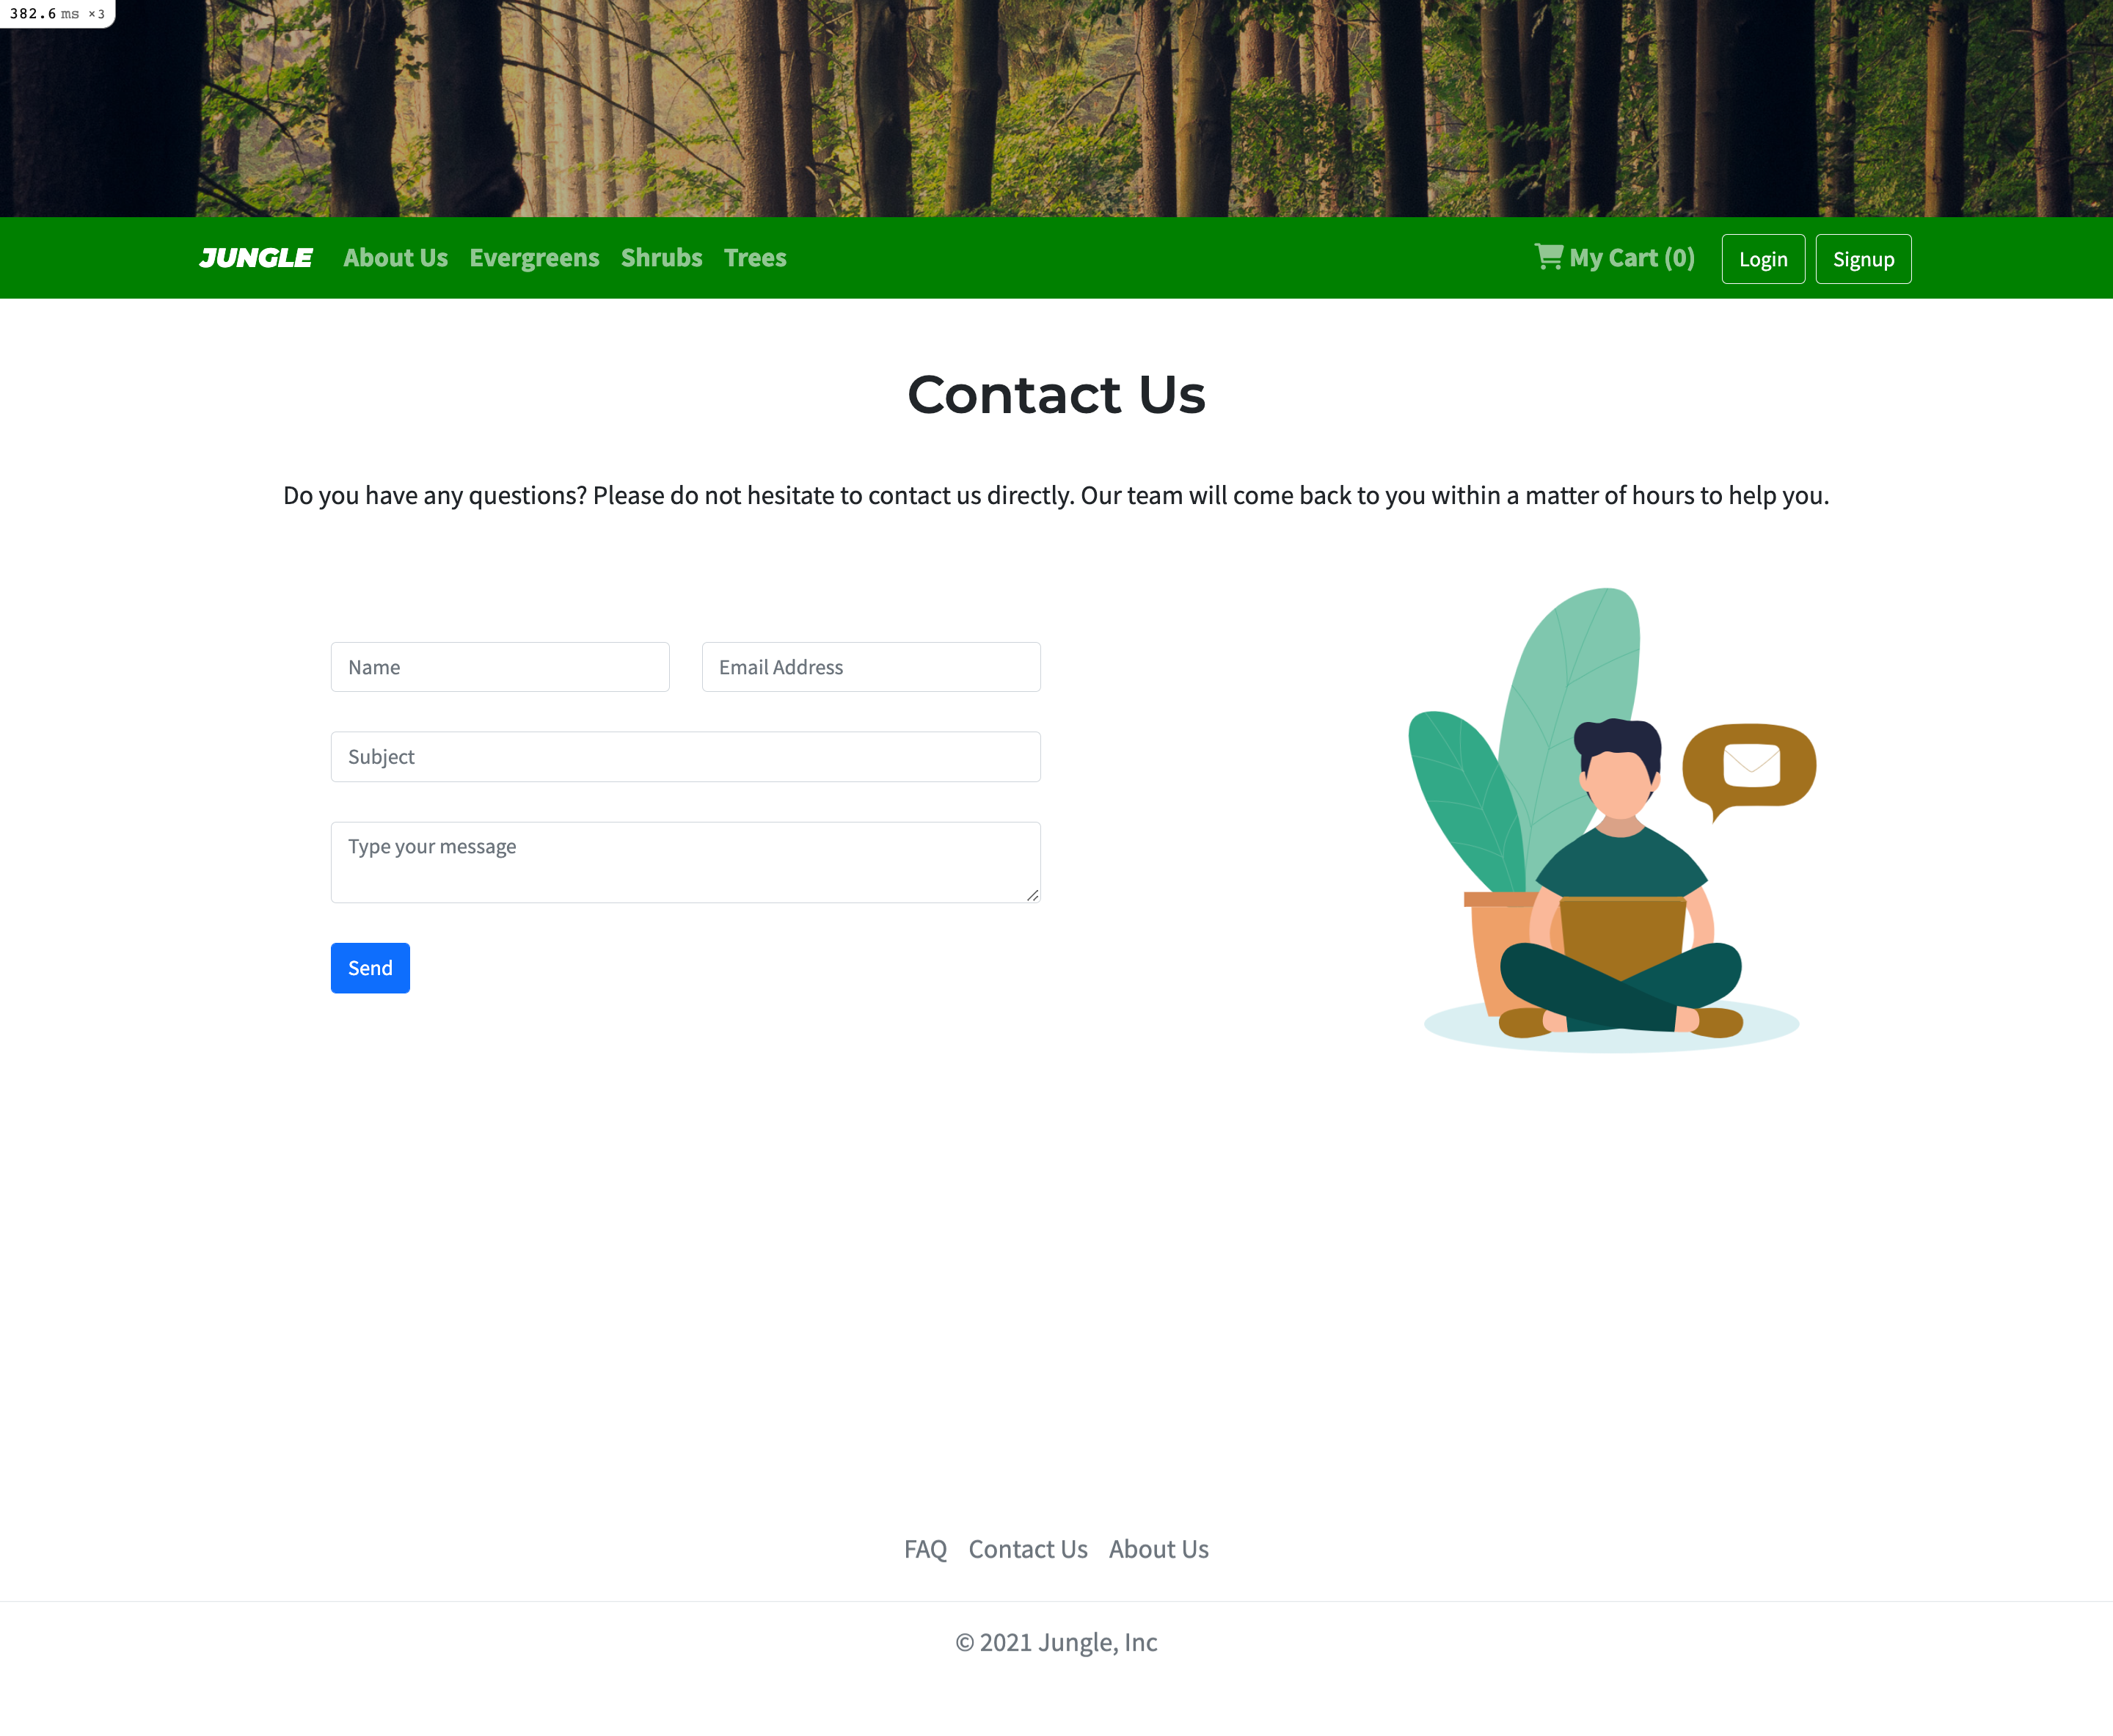 382.6 ms ×3
JUNGLE About Us Evergreens Shrubs Trees My Cart (0) Login Signup
Contact Us
Do you have any questions? Please do not hesitate to contact us directly. Our team will come back to you within a matter of hours to help you.
Name Email Address
Subject
Type your message
Send
FAQ Contact Us About Us
© 2021 Jungle, Inc